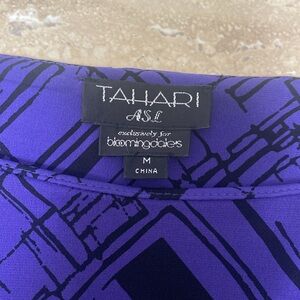 TAHARI
ASL
exclusively for
bloomingdale's
M
CHINA